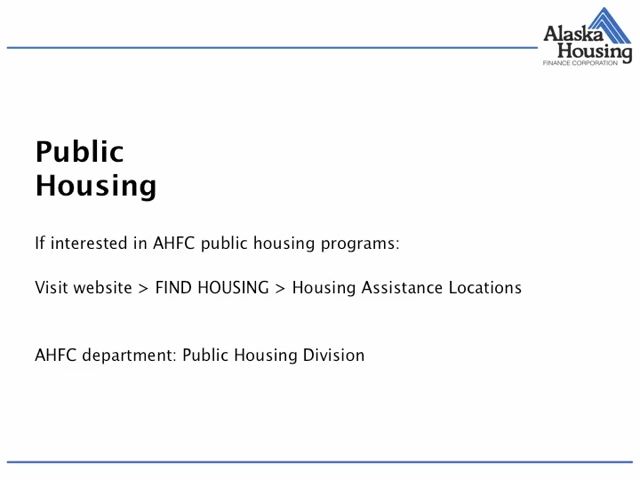 Alaska
Housing
FINANCE CORPORATION
Public
Housing
If interested in AHFC public housing programs:
Visit website > FIND HOUSING > Housing Assistance Locations
AHFC department: Public Housing Division